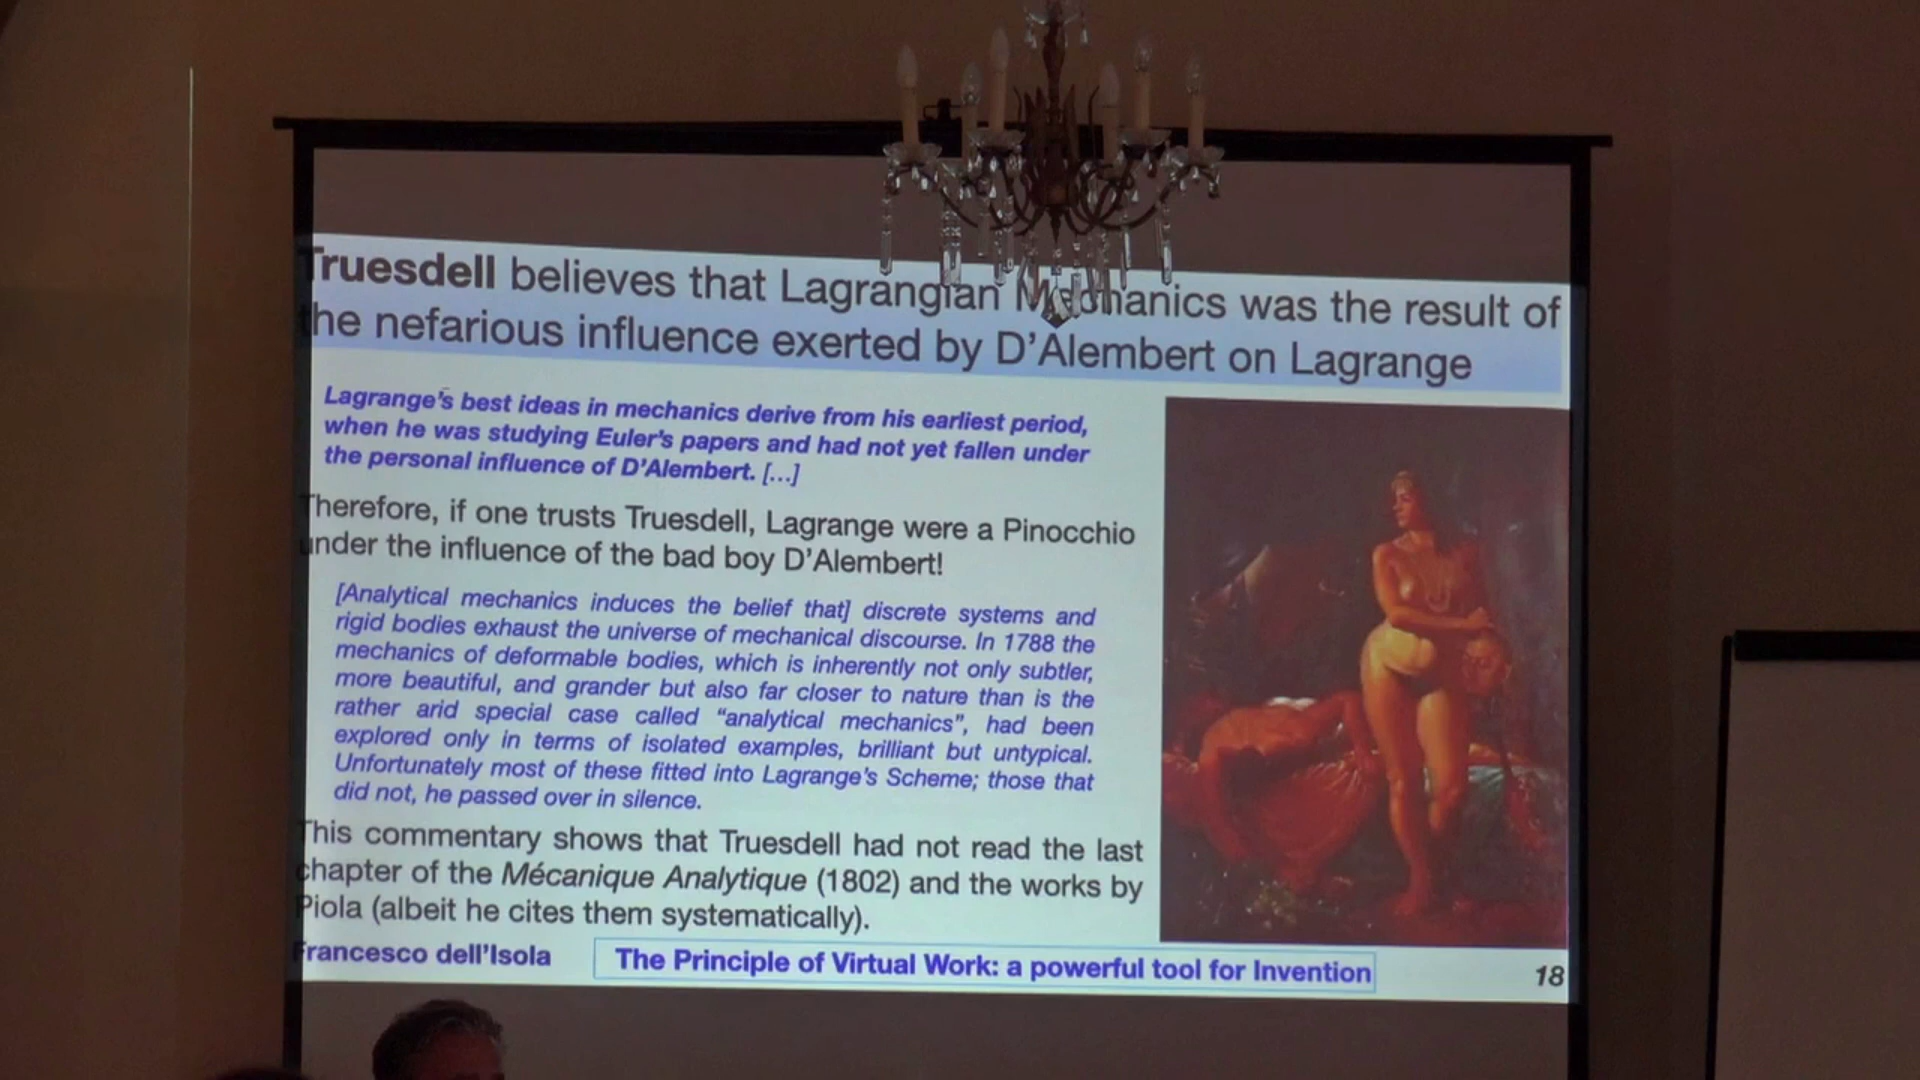 Truesdell believes that Lagrangian Mechanics was the result of
the nefarious influence exerted by D’Alembert on Lagrange
Lagrange’s best ideas in mechanics derive from his earliest period,
when he was studying Euler’s papers and had not yet fallen under
the personal influence of D’Alembert. [...]
Therefore, if one trusts Truesdell, Lagrange were a Pinocchio
under the influence of the bad boy D’Alembert!
[Analytical mechanics induces the belief that] discrete systems and
rigid bodies exhaust the universe of mechanical discourse. In 1788 the
mechanics of deformable bodies, which is inherently not only subtler,
more beautiful, and grander but also far closer to nature than is the
rather arid special case called “analytical mechanics”, had been
explored only in terms of isolated examples, brilliant but untypical.
Unfortunately most of these fitted into Lagrange’s Scheme; those that
did not, he passed over in silence.
This commentary shows that Truesdell had not read the last
chapter of the Mécanique Analytique (1802) and the works by
Piola (albeit he cites them systematically).
Francesco dell’Isola
The Principle of Virtual Work: a powerful tool for Invention
18